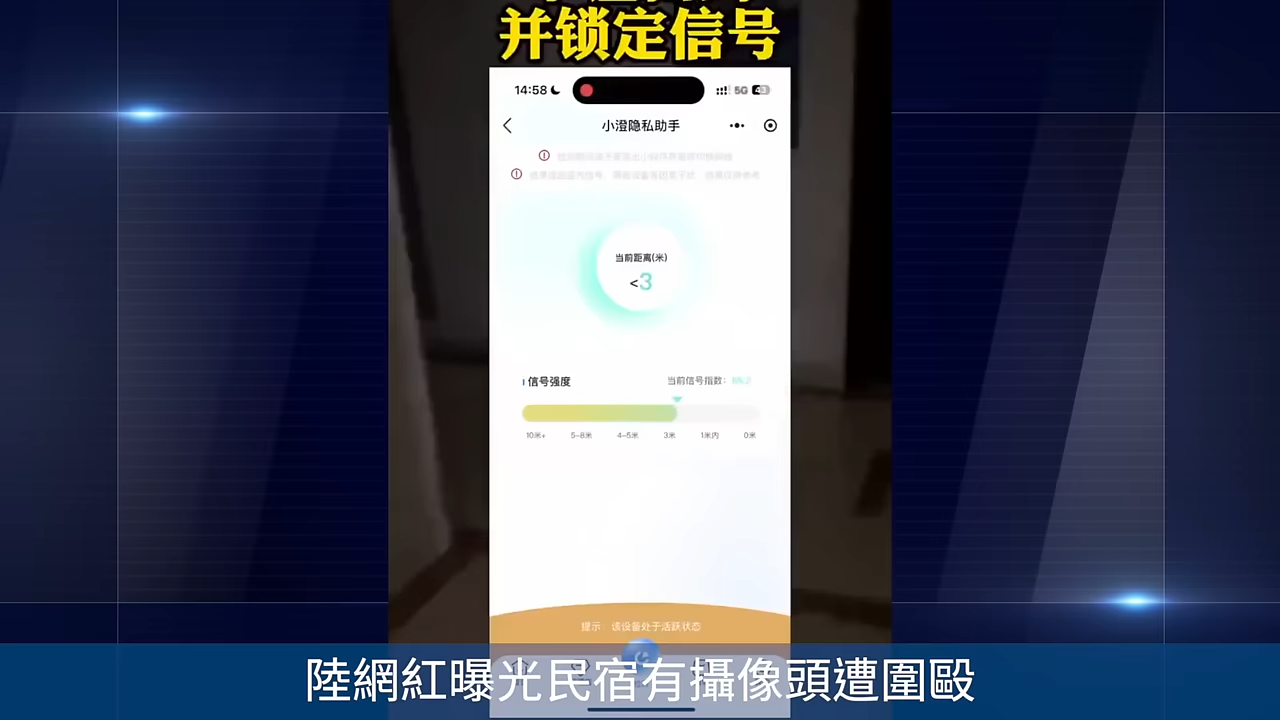 并锁定信号
14:58
5G
小澄隐私助手
当前距离(米)
<3
信号强度
当前信号指数：
10米+ 5-8米 4-5米 3米 1米内 0米
提示：该设备处于活跃状态
陸網紅曝光民宿有攝像頭遭圍毆